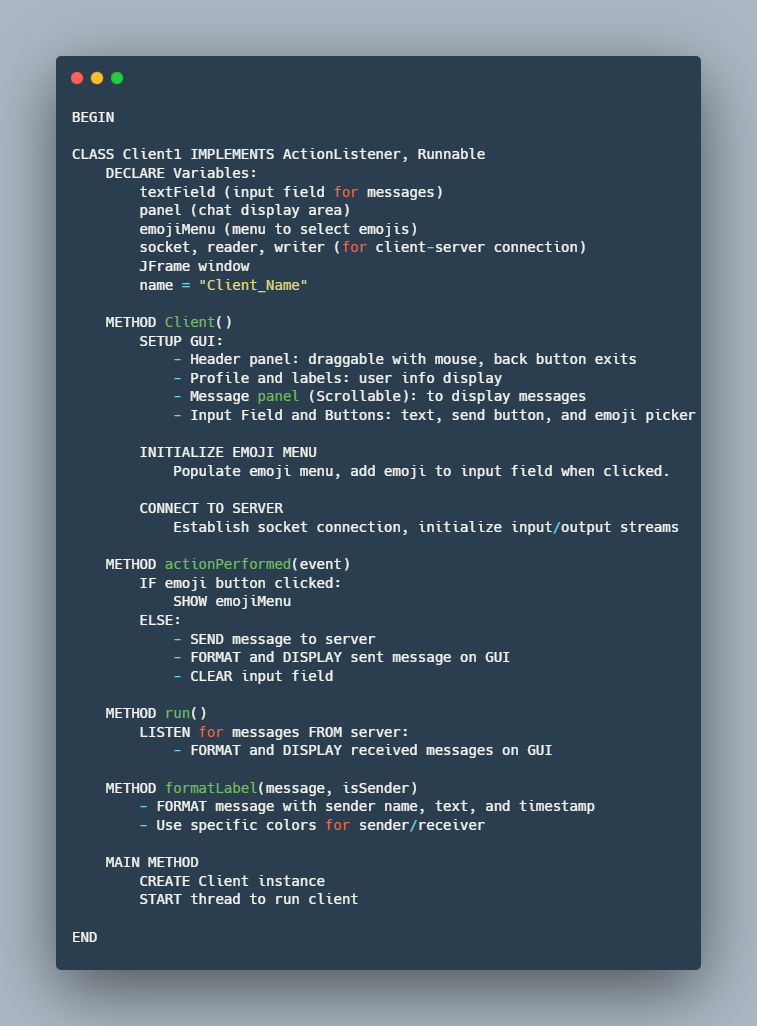 BEGIN
CLASS Client1 IMPLEMENTS ActionListener, Runnable
DECLARE Variables:
textField (input field for messages)
panel (chat display area)
emojiMenu (menu to select emojis)
socket, reader, writer (for client-server connection)
JFrame window
name = "Client_Name"
METHOD Client()
SETUP GUI:
- Header panel: draggable with mouse, back button exits
- Profile and labels: user info display
- Message panel (Scrollable): to display messages
- Input Field and Buttons: text, send button, and emoji picker
INITIALIZE EMOJI MENU
Populate emoji menu, add emoji to input field when clicked.
CONNECT TO SERVER
Establish socket connection, initialize input/output streams
METHOD actionPerformed(event)
IF emoji button clicked:
SHOW emojiMenu
ELSE:
- SEND message to server
- FORMAT and DISPLAY sent message on GUI
- CLEAR input field
METHOD run()
LISTEN for messages FROM server:
- FORMAT and DISPLAY received messages on GUI
METHOD formatLabel(message, isSender)
- FORMAT message with sender name, text, and timestamp
- Use specific colors for sender/receiver
MAIN METHOD
CREATE Client instance
START thread to run client
END